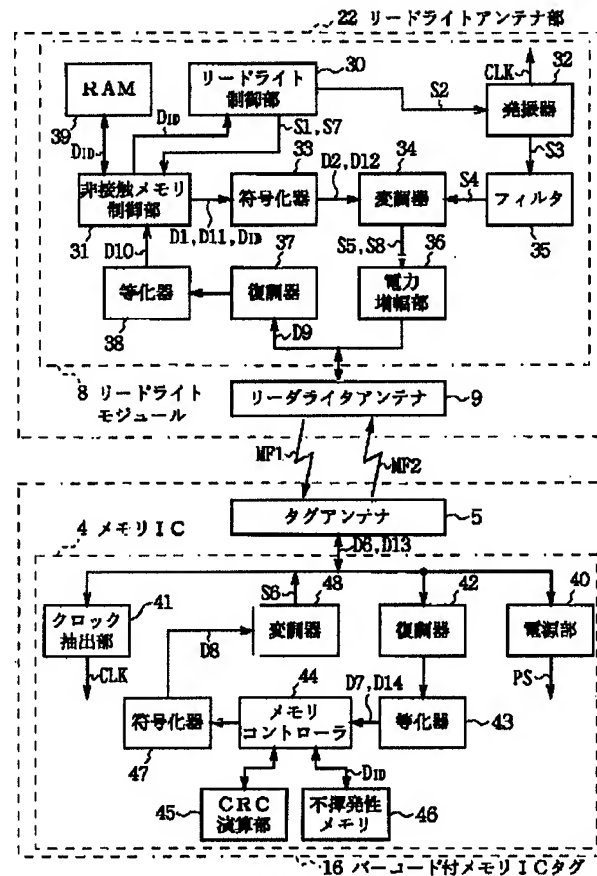 22 リードライトアンテナ部
RAM
39
DID
DID
リードライト
制御部
30
S1, S7
S2
CLK
32
発振器
S3
非接触メモリ
制御部
31
D1, D11, DID
33
符号化器
D2, D12
34
変調器
S4
フィルタ
35
D10
37
等化器
38
復調器
S5, S8
36
電力
増幅部
D9
8 リードライト
モジュール
リーダライタアンテナ
9
MF1
MF2
4 メモリIC
タグアンテナ
5
D6, D13
クロック
抽出部
41
CLK
S6
48
変調器
D8
42
復調器
40
電源部
PS
符号化器
47
44
メモリ
コントローラ
D7, D14
等化器
43
DID
45
CRC
演算部
不揮発性
メモリ
46
16 バーコード付メモリICタグ